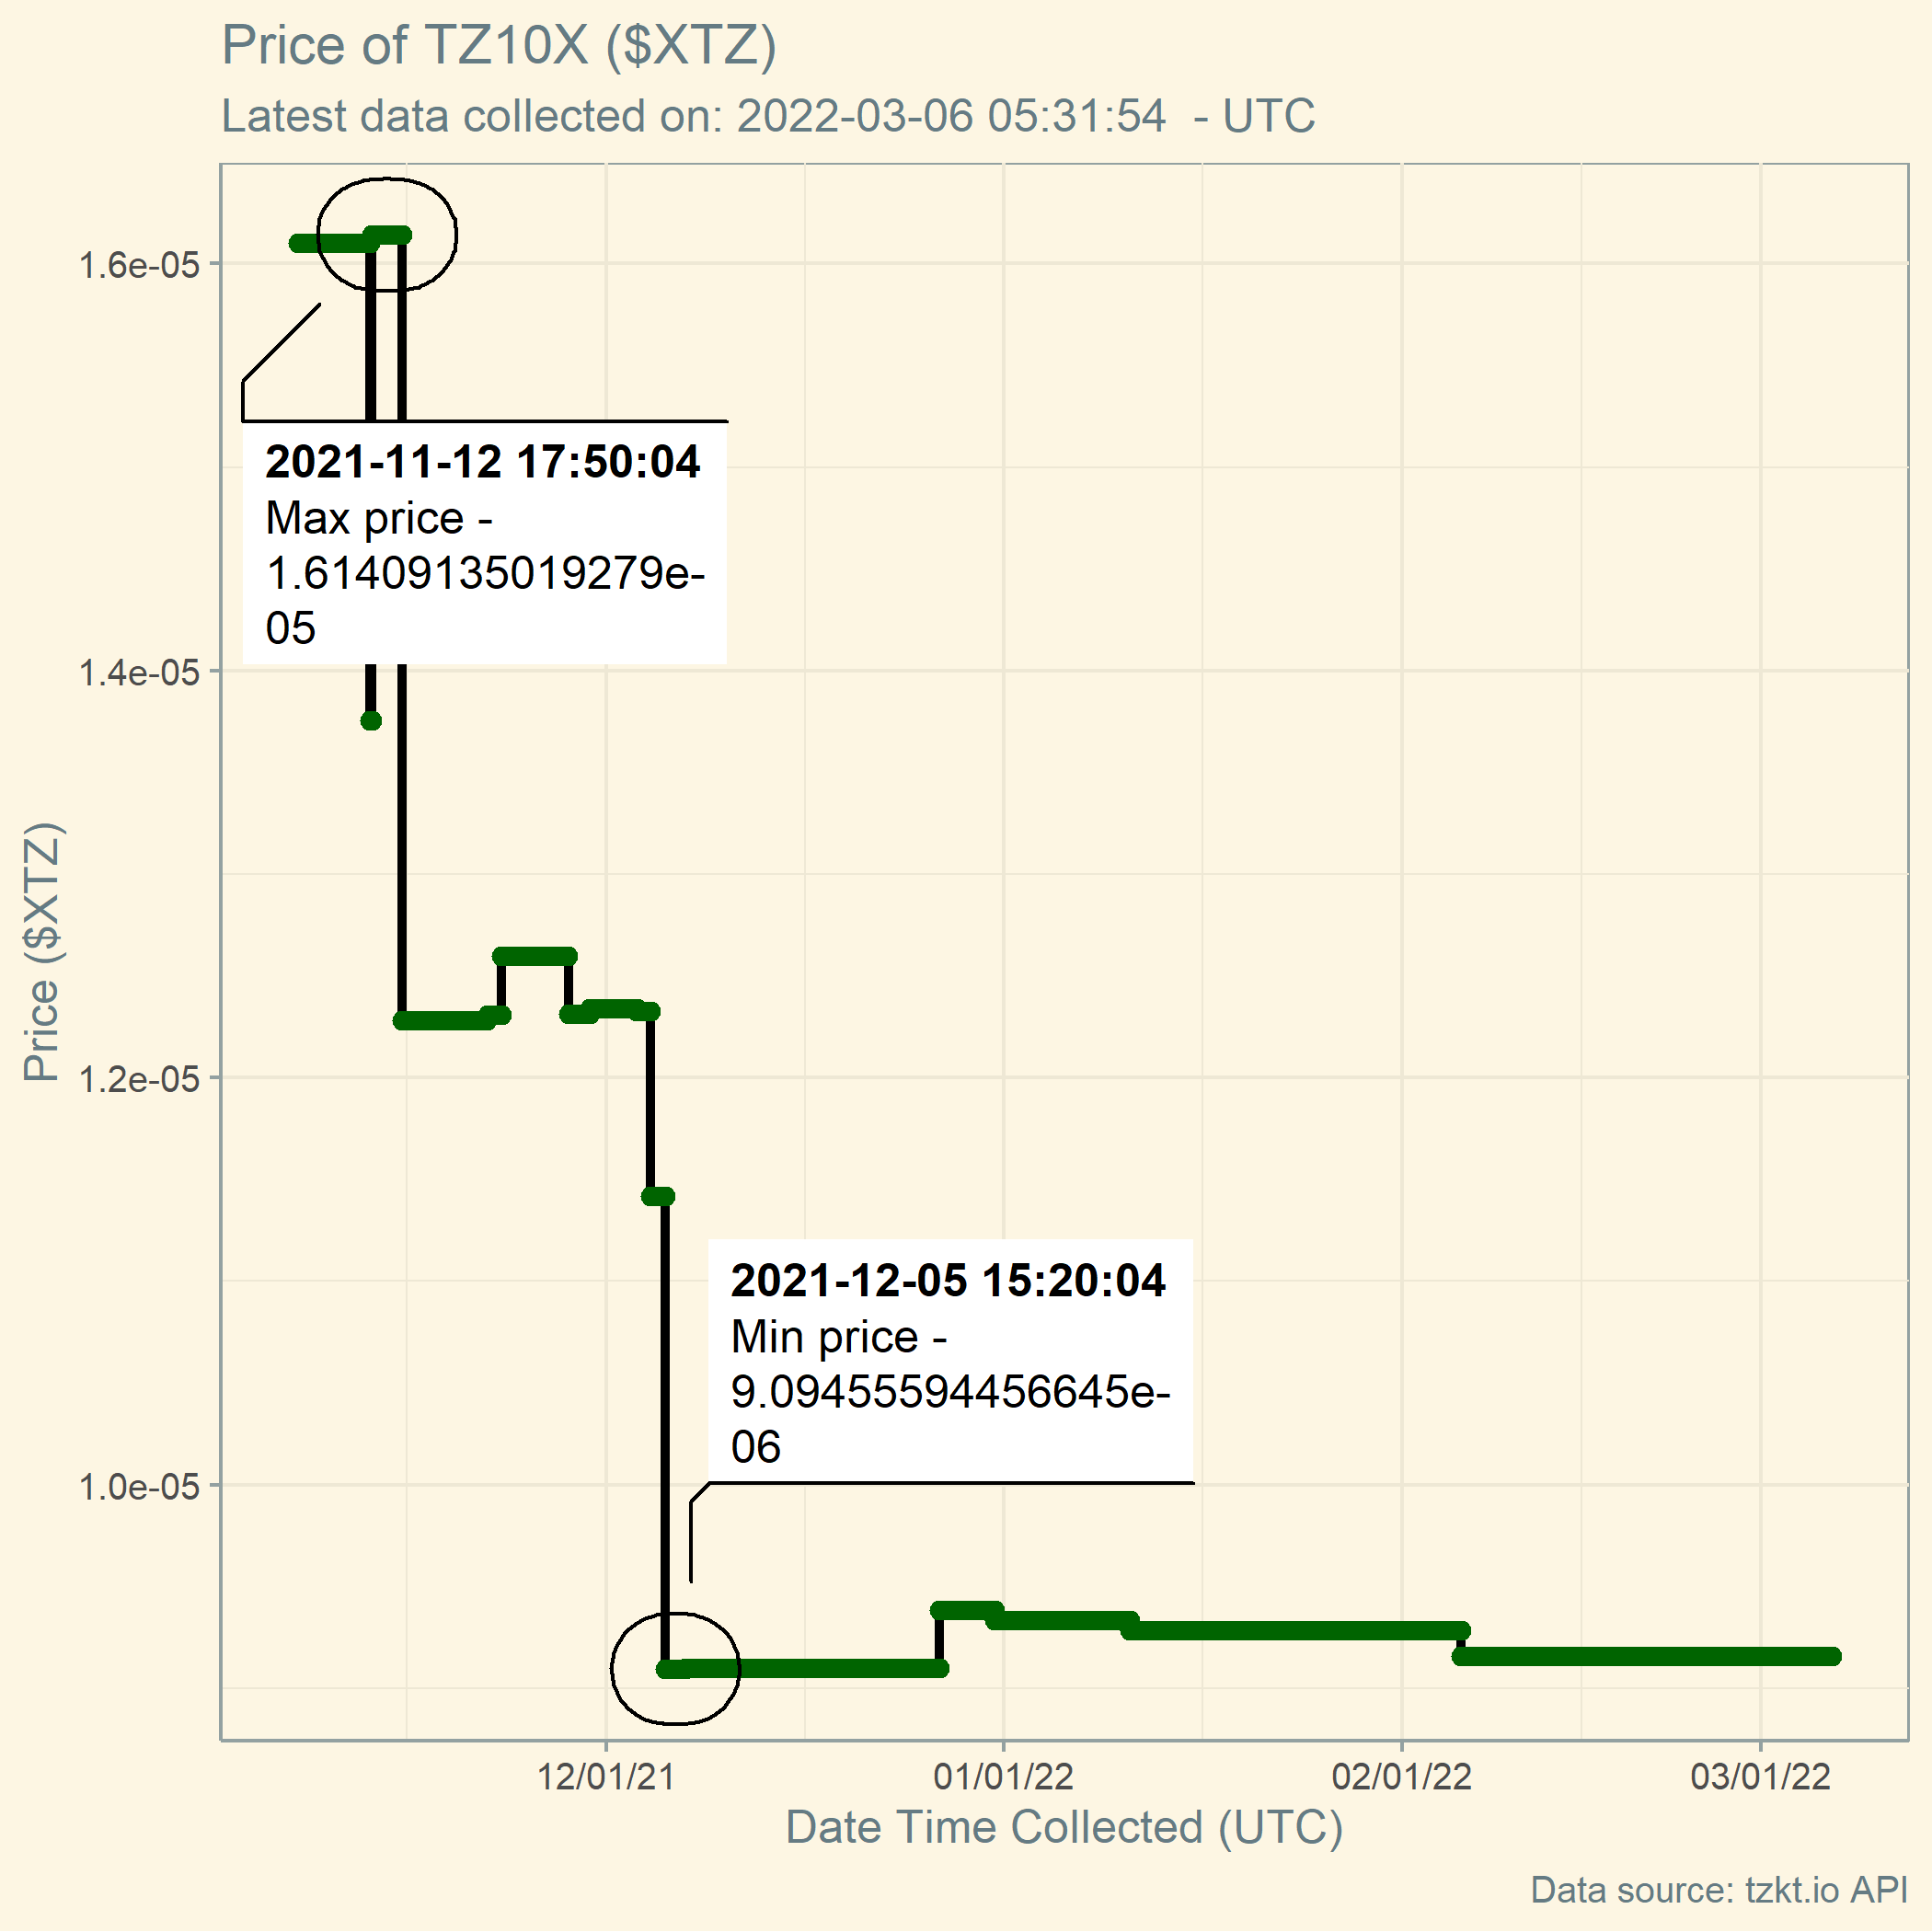 Price of TZ10X ($XTZ)
Latest data collected on: 2022-03-06 05:31:54  - UTC
1.6e-05
2021-11-12 17:50:04
Max price -
1.61409135019279e-
05
1.4e-05
Price ($XTZ)
1.2e-05
2021-12-05 15:20:04
Min price -
9.09455594456645e-
06
1.0e-05
12/01/21
01/01/22
02/01/22
03/01/22
Date Time Collected (UTC)
Data source: tzkt.io API